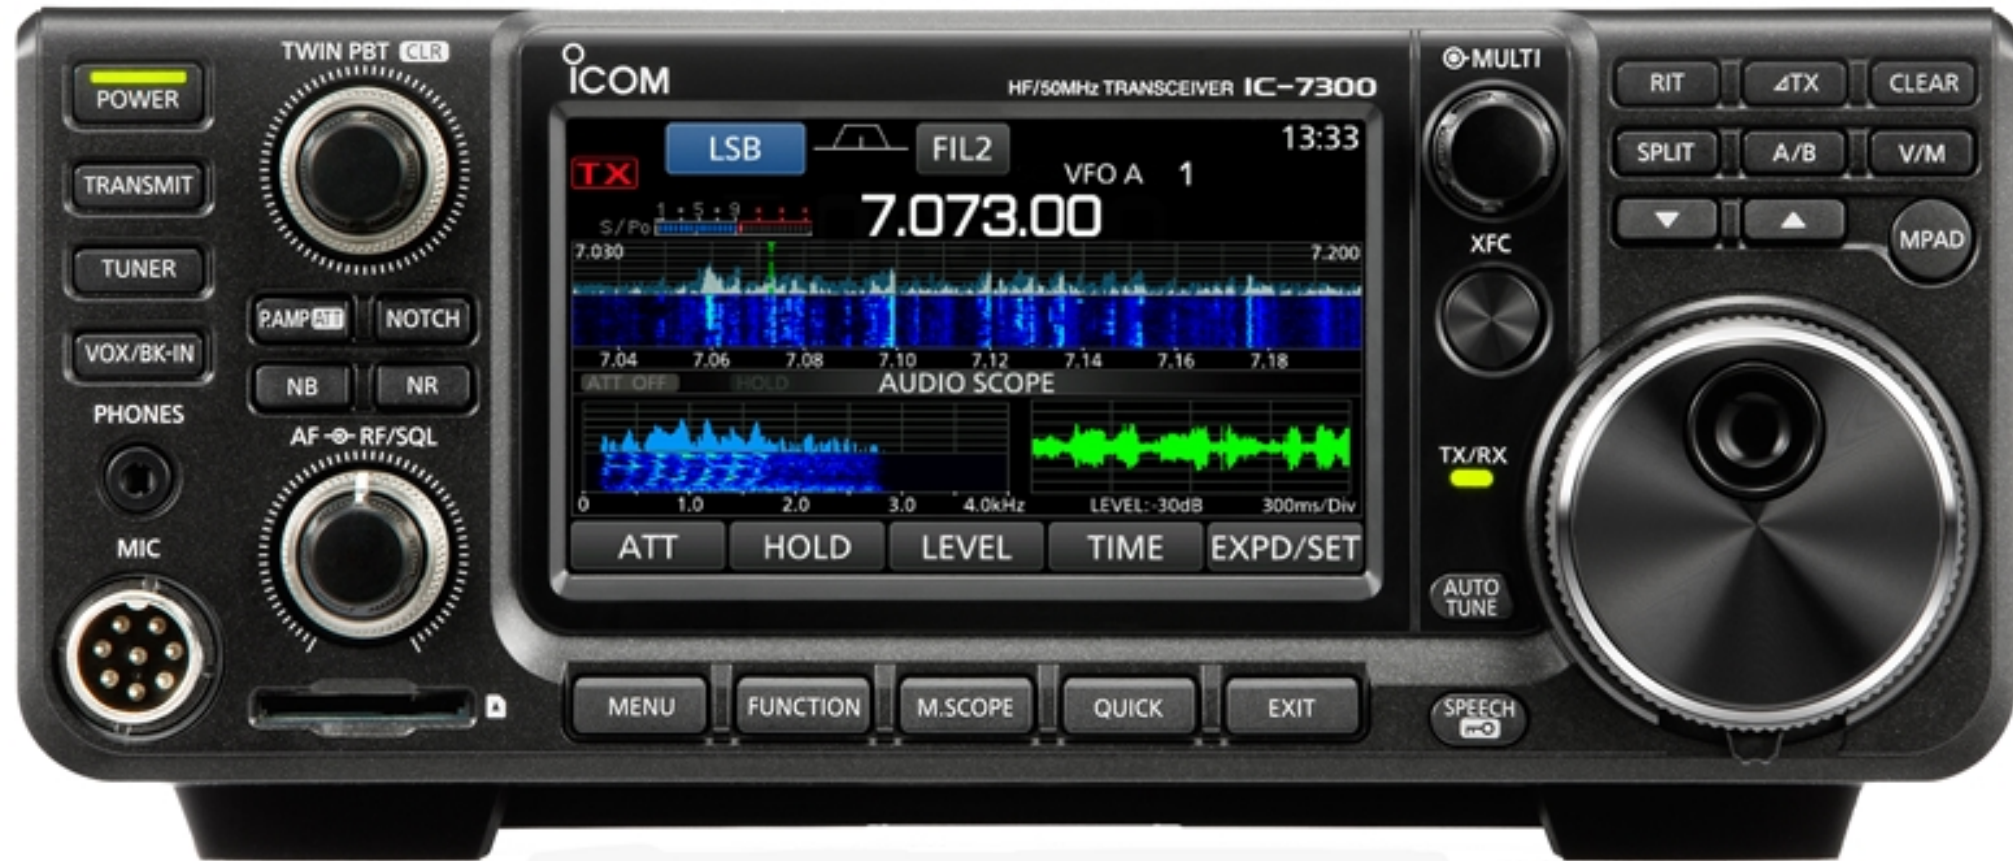 POWER
TRANSMIT
TUNER
VOX/BK-IN
PHONES
MIC
TWIN PBT CLR
P.AMP ATT
NOTCH
NB
NR
AF RF/SQL
ICOM
HF/50MHz TRANSCEIVER IC-7300
LSB
FIL2
13:33
TX
VFO A 1
1 5 9
S/Po
7.073.00
7.030
7.200
7.04 7.06 7.08 7.10 7.12 7.14 7.16 7.18
ATT OFF HOLD AUDIO SCOPE
0 1.0 2.0 3.0 4.0kHz
LEVEL:-30dB 300ms/Div
ATT HOLD LEVEL TIME EXPD/SET
MENU FUNCTION M.SCOPE QUICK EXIT
MULTI
XFC
TX/RX
AUTO
TUNE
SPEECH
RIT ⊿TX CLEAR
SPLIT A/B V/M
▼ ▲
MPAD